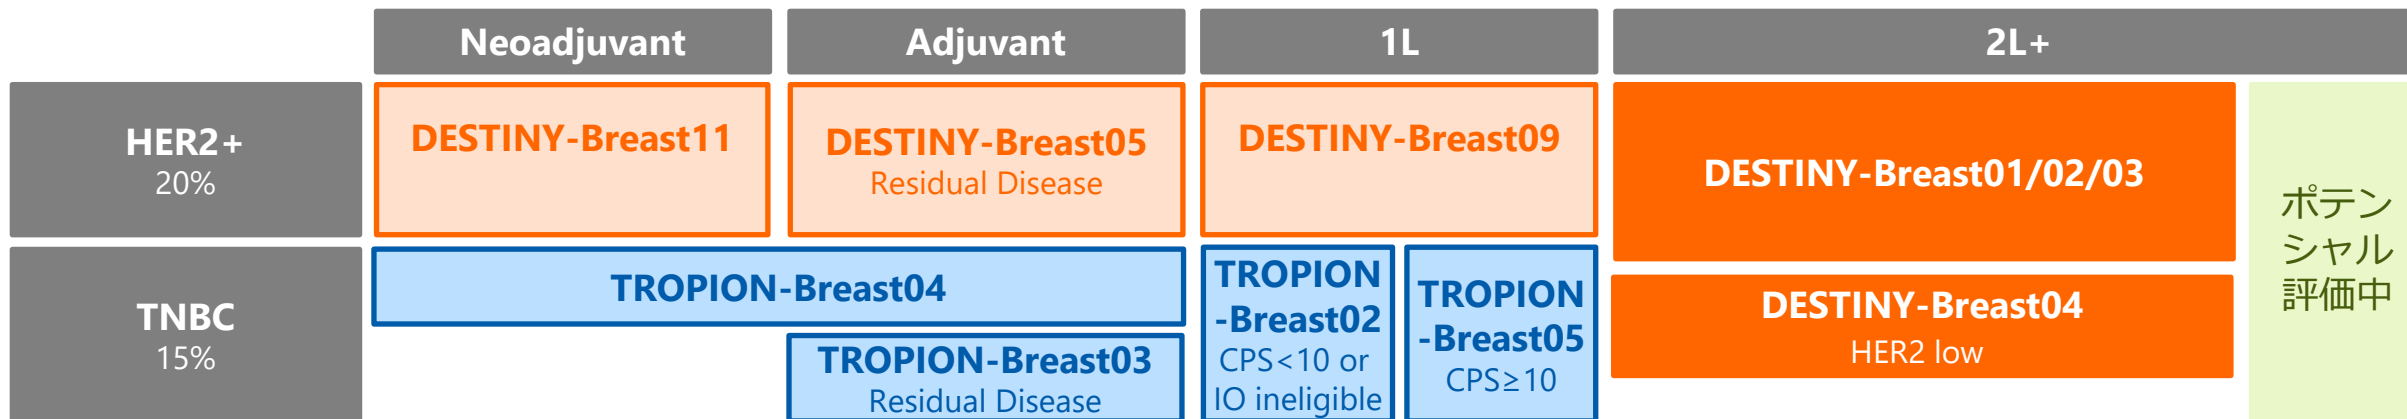 Neoadjuvant
Adjuvant
1L
2L+
HER2+
20%
DESTINY-Breast11
DESTINY-Breast05
Residual Disease
DESTINY-Breast09
DESTINY-Breast01/02/03
ポテン
シャル
評価中
TNBC
15%
TROPION-Breast04
TROPION-Breast03
Residual Disease
TROPION
-Breast02
CPS<10 or
IO ineligible
TROPION
-Breast05
CPS≥10
DESTINY-Breast04
HER2 low